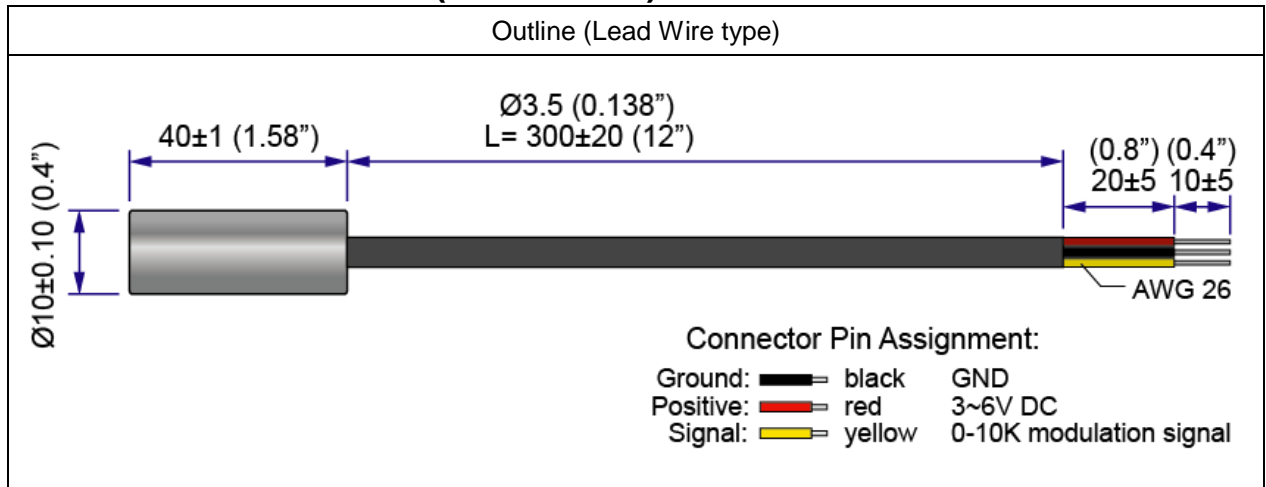 Outline (Lead Wire type)
Ø3.5 (0.138”)
40±1 (1.58”)
L= 300±20 (12”)
(0.8”) (0.4”)
20±5 10±5
Ø10±0.10 (0.4”)
AWG 26
Connector Pin Assignment:
Ground: black GND
Positive: red 3~6V DC
Signal: yellow 0-10K modulation signal